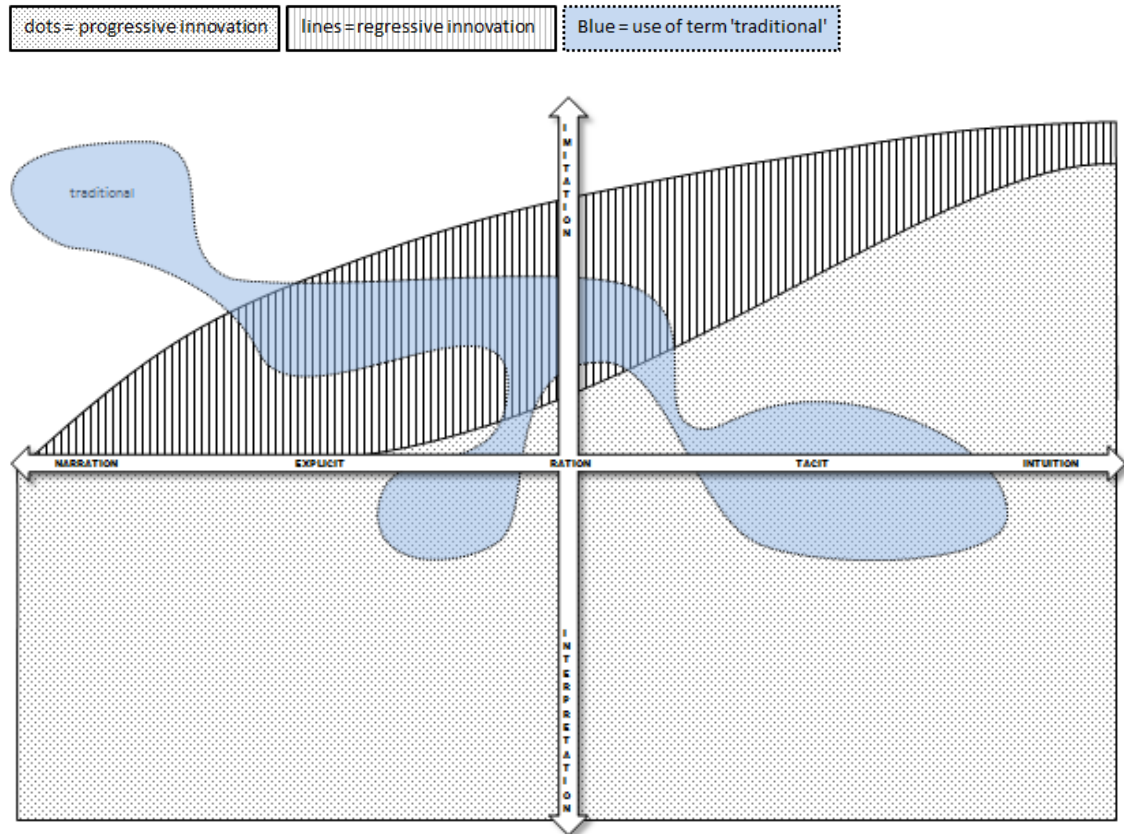 dots = progressive innovation
lines = regressive innovation
Blue = use of term 'traditional'
IMITATION
traditional
NARRATION
EXPLICIT
RATION
TACIT
INTUITION
INTERPRETATION